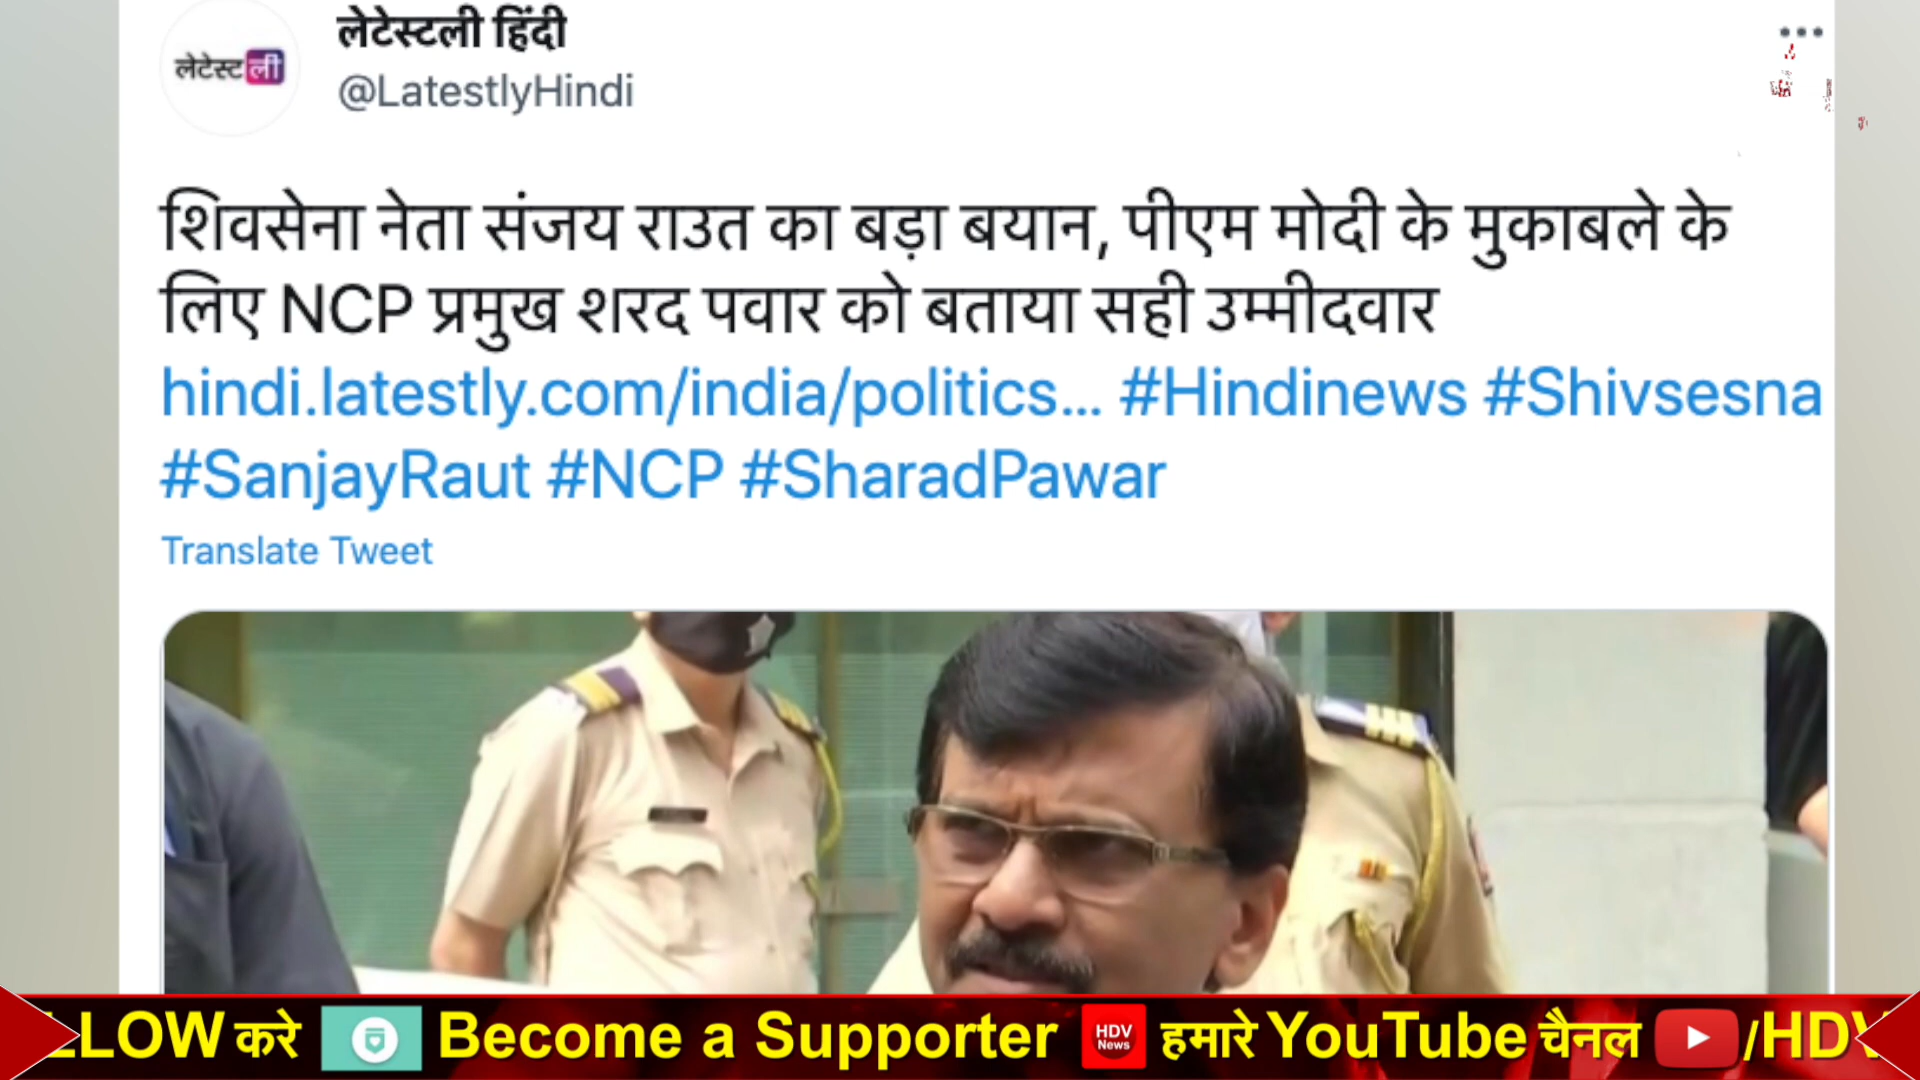 लेटेस्टली हिंदी
लेटेस्टली
@LatestlyHindi
शिवसेना नेता संजय राउत का बड़ा बयान, पीएम मोदी के मुकाबले के
लिए NCP प्रमुख शरद पवार को बताया सही उम्मीदवार
hindi.latestly.com/india/politics... #Hindinews #Shivsesna
#SanjayRaut #NCP #SharadPawar
Translate Tweet
LLOW करे Become a Supporter HDV News हमारे YouTube चैनल /HDV